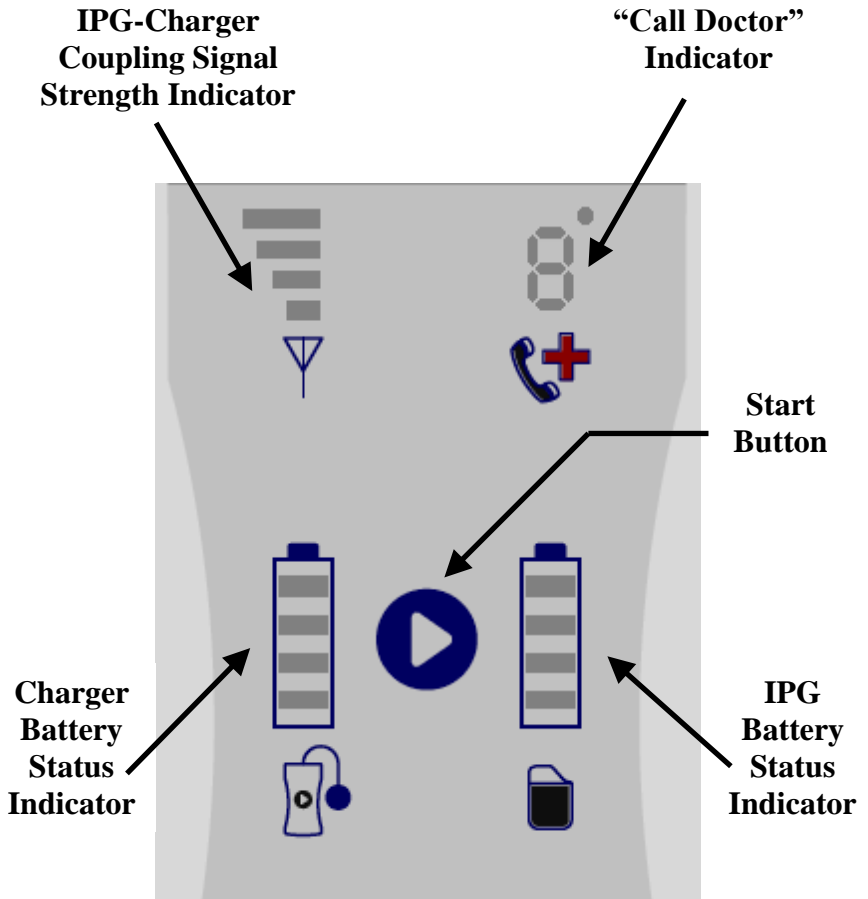 IPG-Charger
Coupling Signal
Strength Indicator
“Call Doctor”
Indicator
8
Start
Button
Charger
Battery
Status
Indicator
IPG
Battery
Status
Indicator